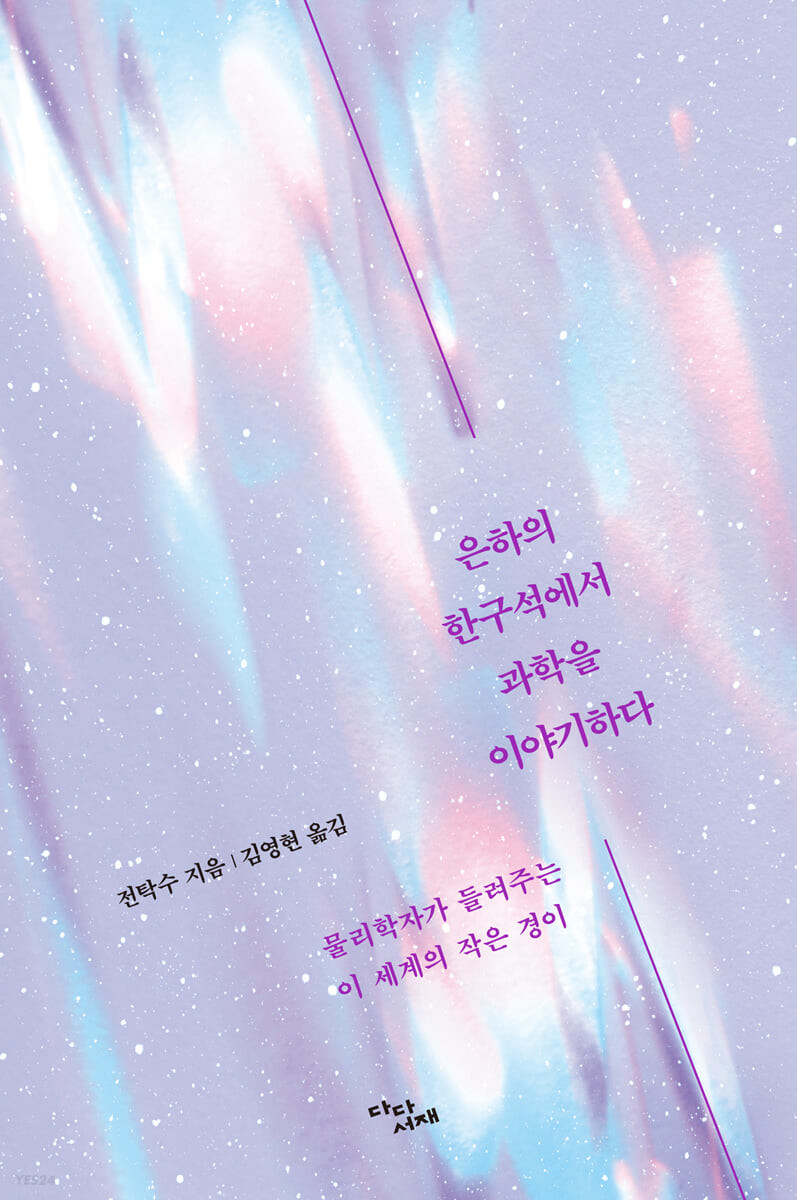 은하의
한구석에서
과학을
이야기하다
전탁수 지음 | 김영현 옮김
물리학자가 들려주는
이 세계의 작은 경이
다다
서재
YES24